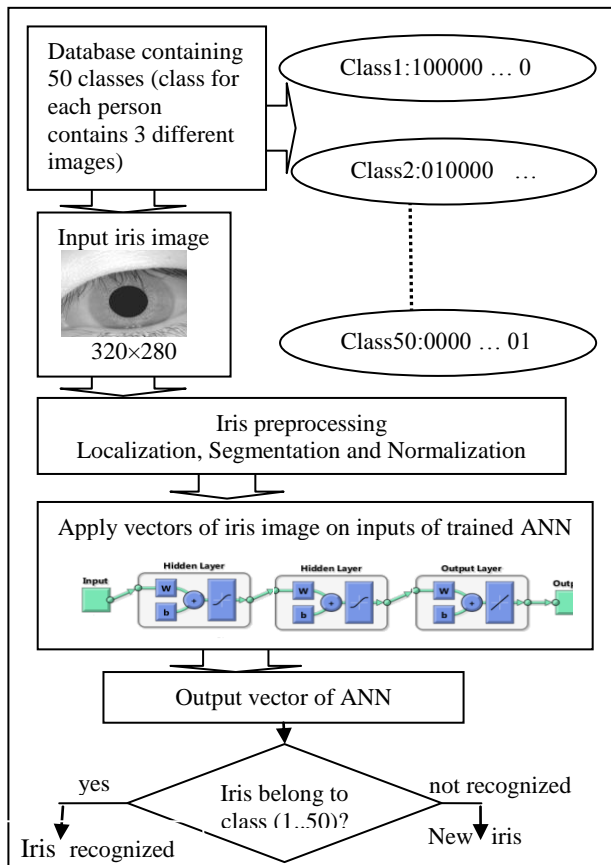 Database containing
50 classes (class for
each person
contains 3 different
images)
Class1:100000 … 0
Class2:010000 …
Class50:0000 … 01
Input iris image
320×280
Iris preprocessing
Localization, Segmentation and Normalization
Apply vectors of iris image on inputs of trained ANN
Input
Hidden Layer
W
b
+
Hidden Layer
W
b
+
Output Layer
W
b
+
Outp
Output vector of ANN
Iris belong to
class (1..50)?
yes
not recognized
Iris recognized
New iris